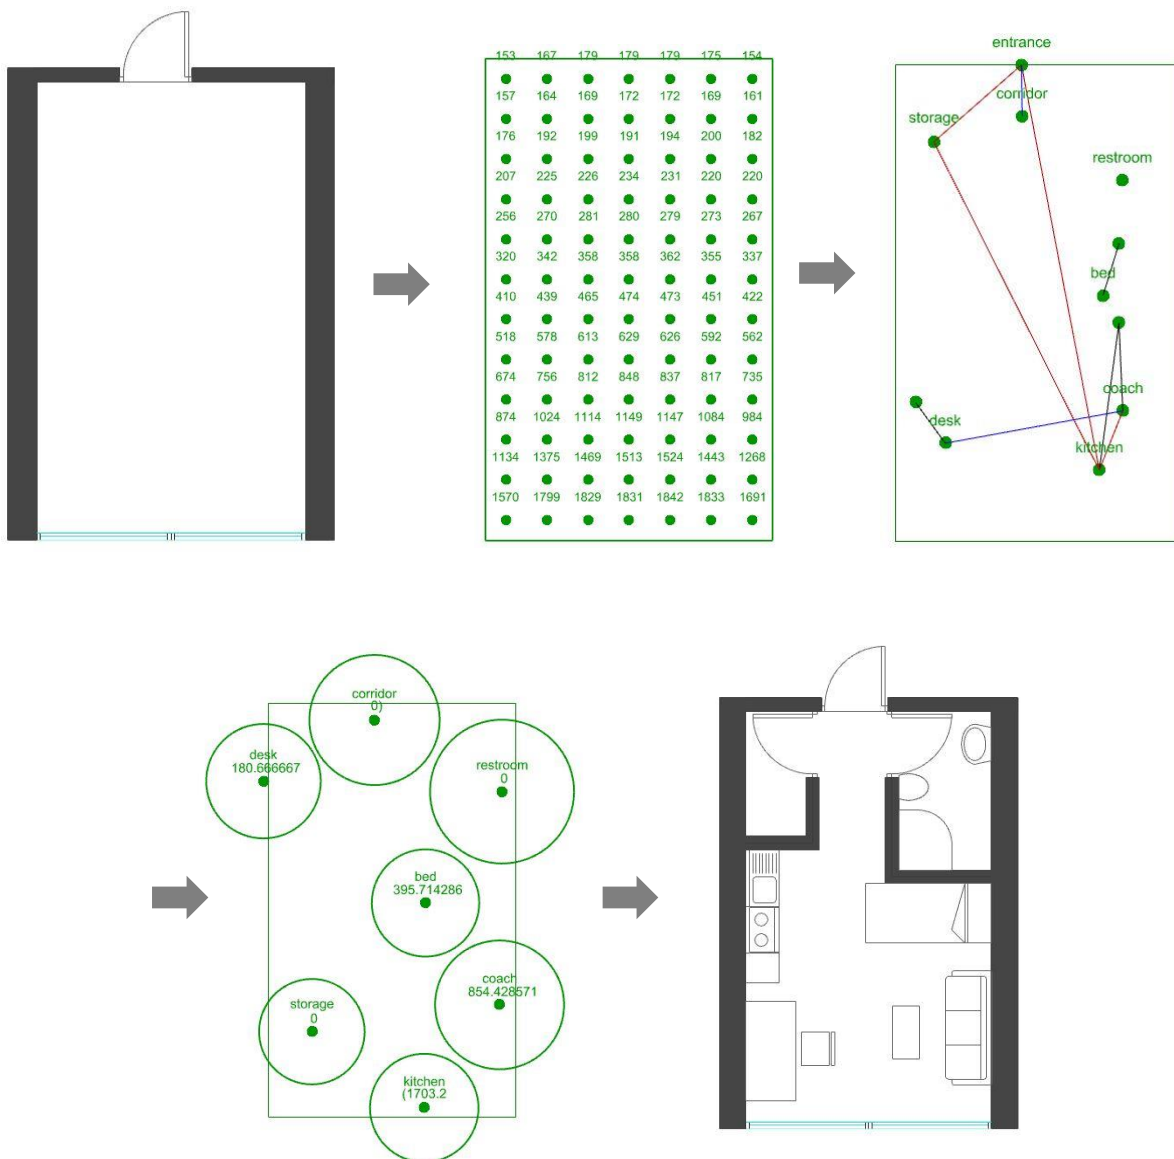 153 167 179 179 179 175 154
157 164 169 172 172 169 161
176 192 199 191 194 200 182
207 225 226 234 231 220 220
256 270 281 280 279 273 267
320 342 358 358 362 355 337
410 439 465 474 473 451 422
518 578 613 629 626 592 562
674 756 812 848 837 817 735
874 1024 1114 1149 1147 1084 984
1134 1375 1469 1513 1524 1443 1268
1570 1799 1829 1831 1842 1833 1691
entrance
corridor
storage
restroom
bed
coach
desk
kitchen
corridor
0)
desk
180.666667
restroom
0
bed
395.714286
coach
854.428571
storage
0
kitchen
(1703.2